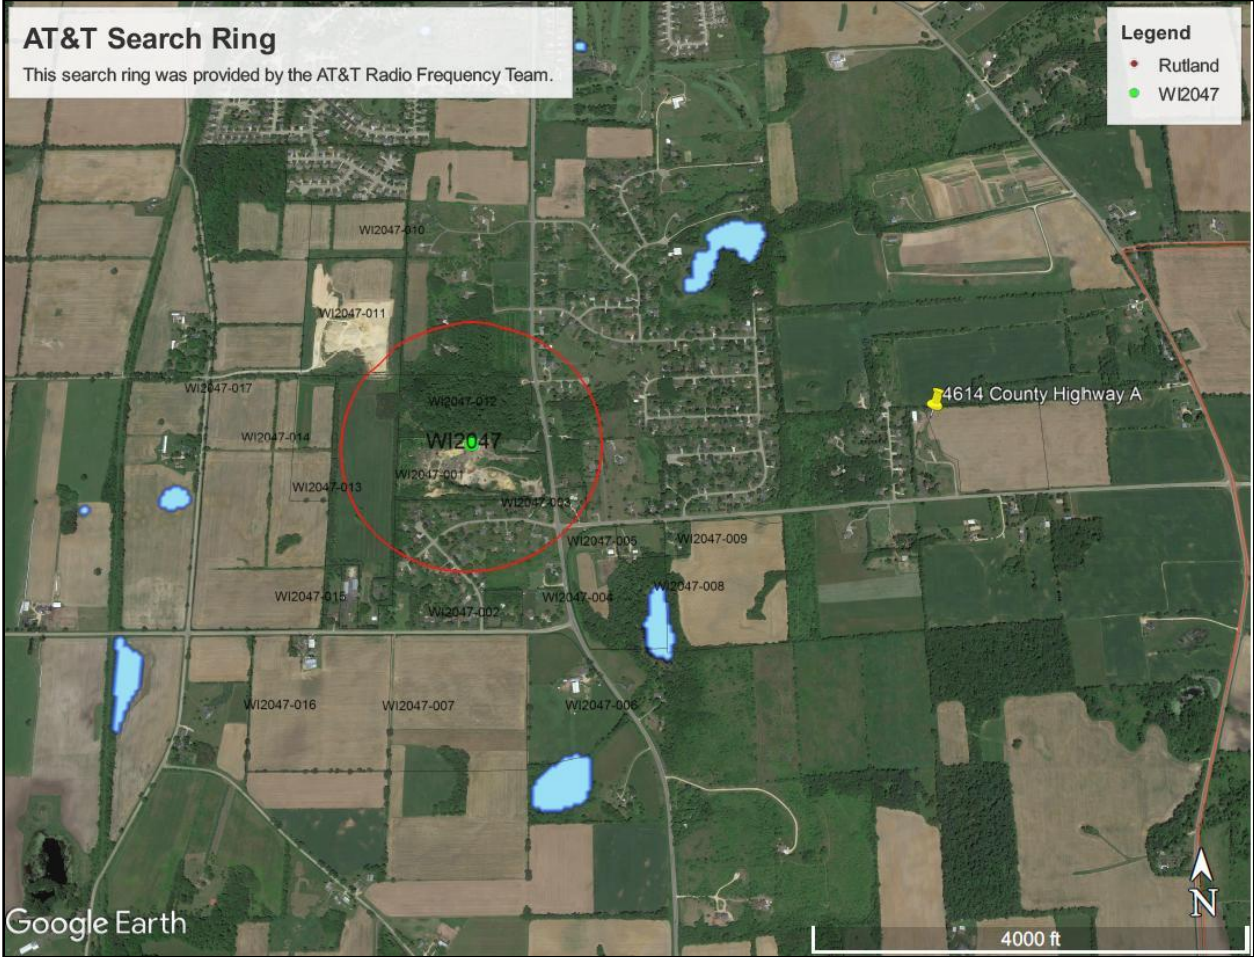 AT&T Search Ring
This search ring was provided by the AT&T Radio Frequency Team.
Legend
Rutland
WI2047
WI2047-010
WI2047-011
WI2047-017
WI2047-012
4614 County Highway A
WI2047-014
WI2047
WI2047-001
WI2047-013
WI2047-003
WI2047-005
WI2047-009
WI2047-008
WI2047-015
WI2047-004
WI2047-002
WI2047-016
WI2047-007
WI2047-006
Google Earth
N
4000 ft